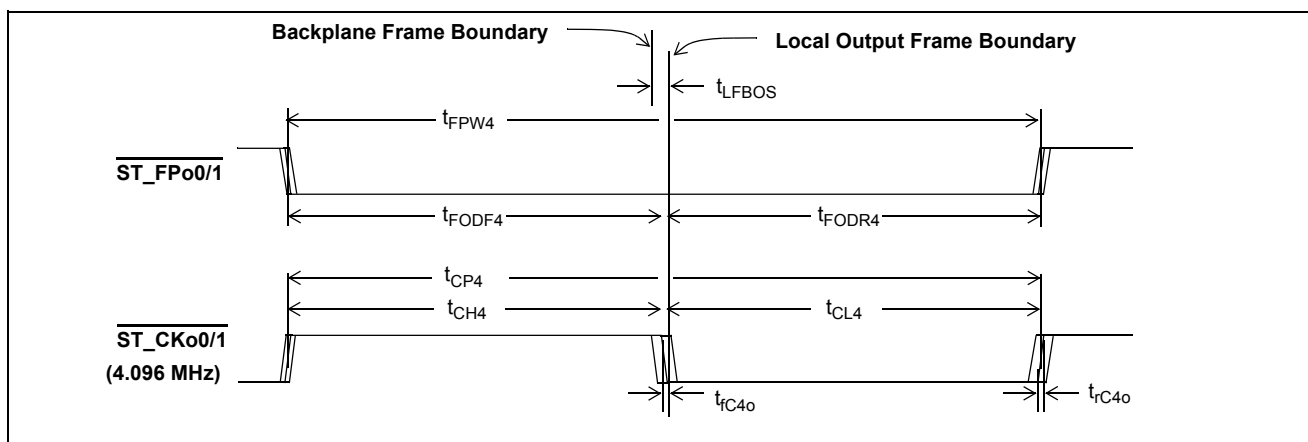 Backplane Frame Boundary
Local Output Frame Boundary
tLFBOS
tFPW4
ST_FPo0/1
tFODF4
tFODR4
tCP4
tCH4
tCL4
ST_CKo0/1
(4.096 MHz)
tfC4o
trC4o